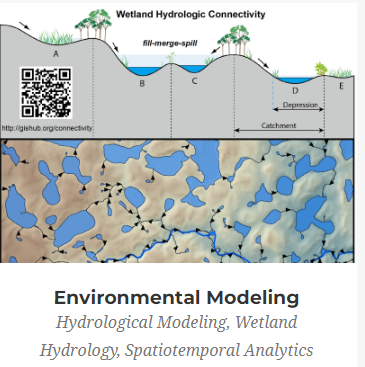 Wetland Hydrologic Connectivity
fill-merge-spill
A
B
C
D
E
Depression
Catchment
http://gishub.org/connectivity
Environmental Modeling
Hydrological Modeling, Wetland
Hydrology, Spatiotemporal Analytics